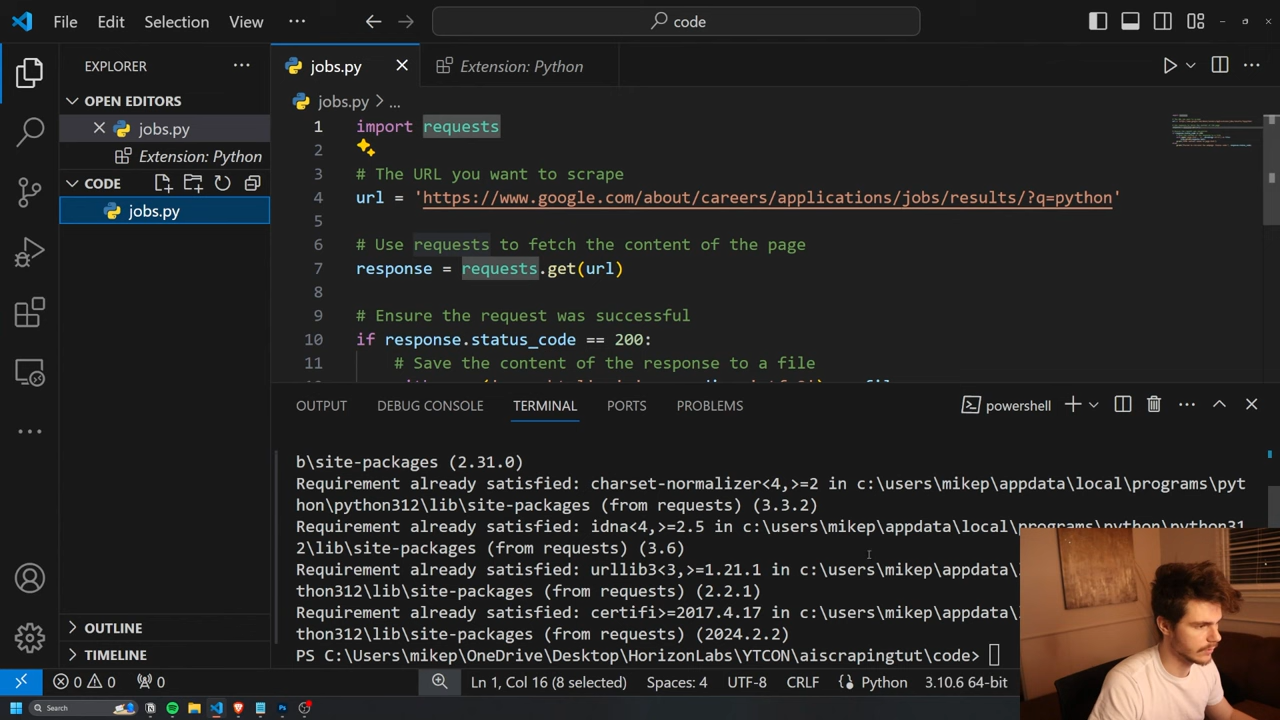 File Edit Selection View ... code
EXPLORER ...
jobs.py Extension: Python
OPEN EDITORS
jobs.py > ...
jobs.py
Extension: Python
CODE
jobs.py
1 import requests
2
3 # The URL you want to scrape
4 url = 'https://www.google.com/about/careers/applications/jobs/results/?q=python'
5
6 # Use requests to fetch the content of the page
7 response = requests.get(url)
8
9 # Ensure the request was successful
10 if response.status_code == 200:
11 # Save the content of the response to a file
OUTPUT DEBUG CONSOLE TERMINAL PORTS PROBLEMS powershell
b\site-packages (2.31.0)
Requirement already satisfied: charset-normalizer<4,>=2 in c:\users\mikep\appdata\local\programs\pyt
hon\python312\lib\site-packages (from requests) (3.3.2)
Requirement already satisfied: idna<4,>=2.5 in c:\users\mikep\appdata\local\programs\python\python31
2\lib\site-packages (from requests) (3.6)
Requirement already satisfied: urllib3<3,>=1.21.1 in c:\users\mikep\appdata\
thon312\lib\site-packages (from requests) (2.2.1)
Requirement already satisfied: certifi>=2017.4.17 in c:\users\mikep\appdata\
thon312\lib\site-packages (from requests) (2024.2.2)
PS C:\Users\mikep\OneDrive\Desktop\HorizonLabs\YTCON\aiscrapingtut\code>
OUTLINE
TIMELINE
0 0 0 Ln 1, Col 16 (8 selected) Spaces: 4 UTF-8 CRLF Python 3.10.6 64-bit
Search